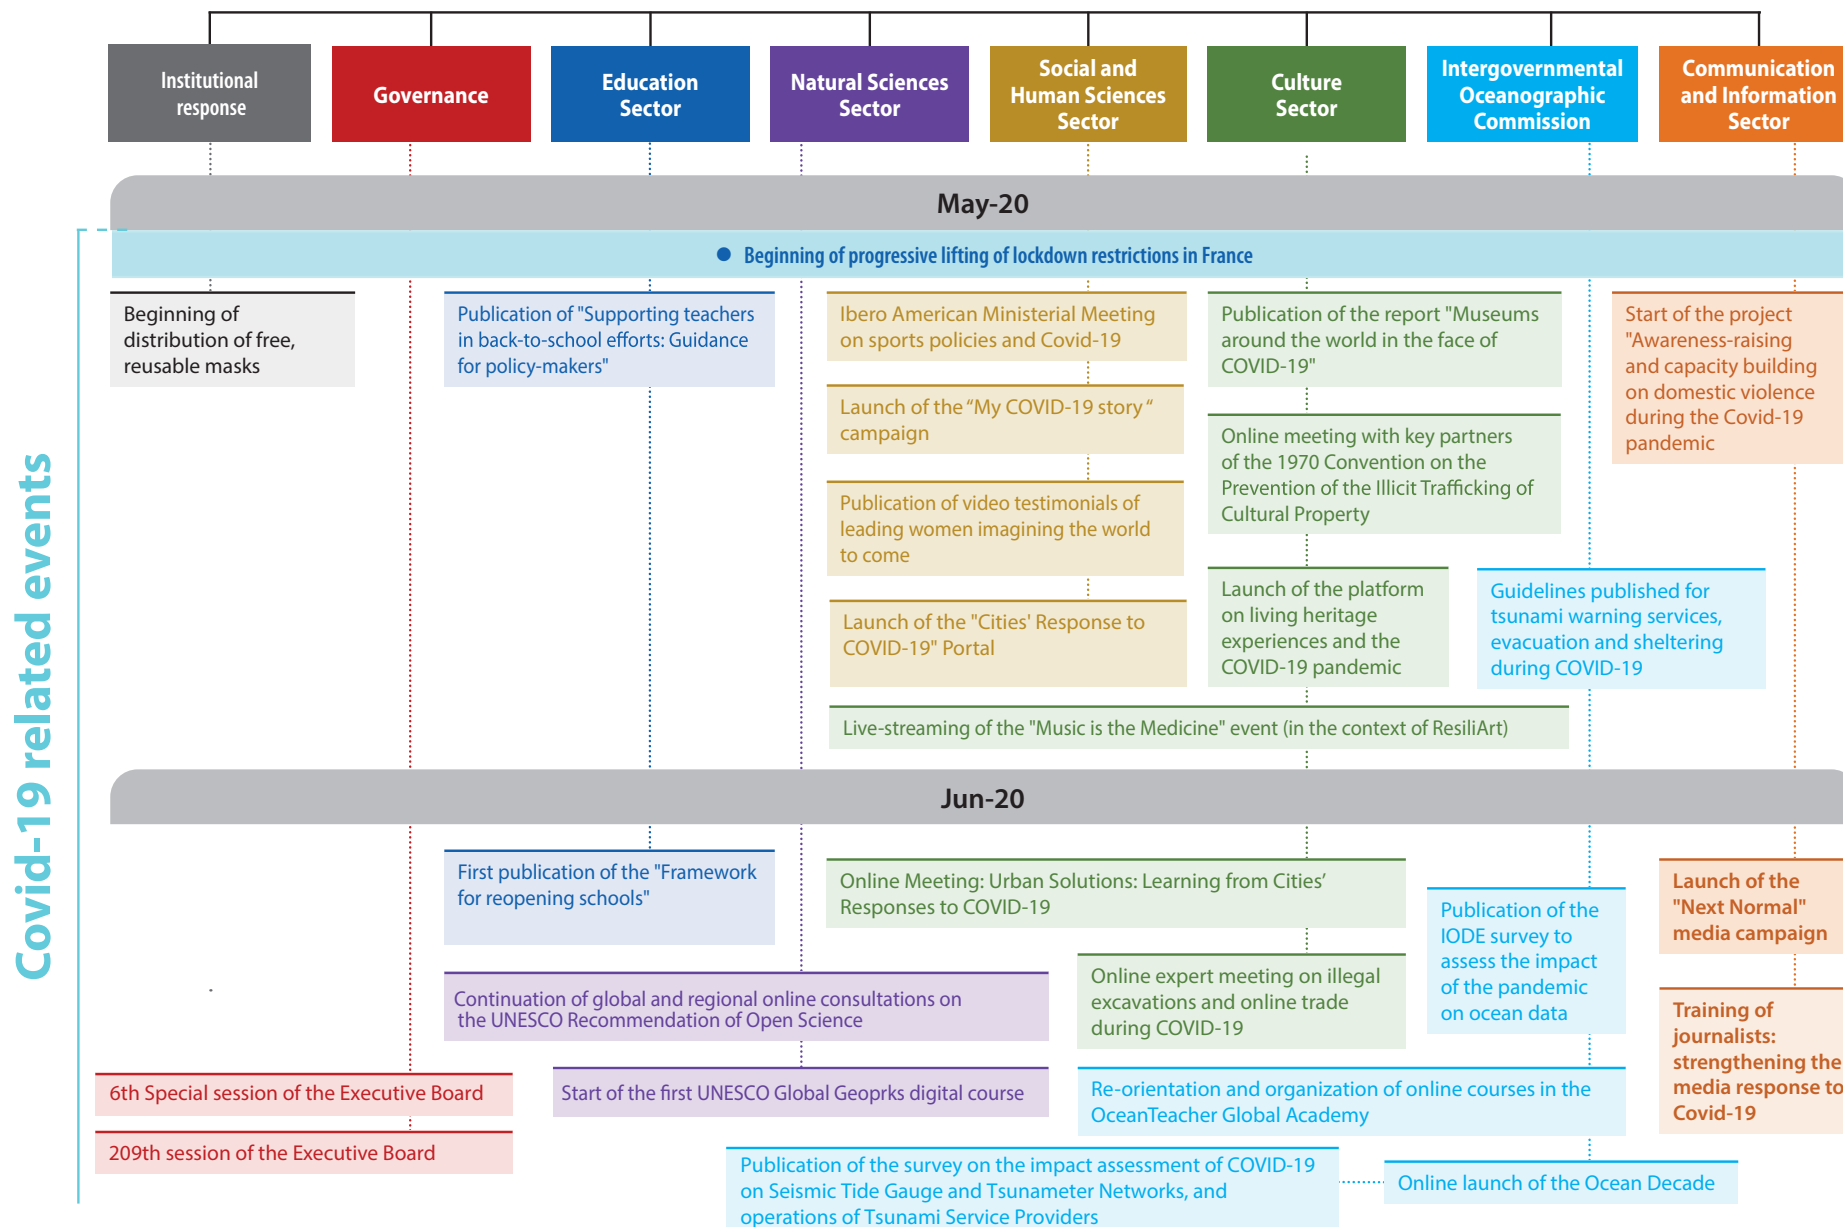 Institutional
response
Governance
Education
Sector
Natural Sciences
Sector
Social and
Human Sciences
Sector
Culture
Sector
Intergovernmental
Oceanographic
Commission
Communication
and Information
Sector
Covid-19 related events
May-20
● Beginning of progressive lifting of lockdown restrictions in France
Beginning of
distribution of free,
reusable masks
Publication of "Supporting teachers
in back-to-school efforts: Guidance
for policy-makers"
Ibero American Ministerial Meeting
on sports policies and Covid-19
Launch of the “My COVID-19 story “
campaign
Publication of video testimonials of
leading women imagining the world
to come
Launch of the "Cities' Response to
COVID-19" Portal
Publication of the report "Museums
around the world in the face of
COVID-19"
Online meeting with key partners
of the 1970 Convention on the
Prevention of the Illicit Trafficking of
Cultural Property
Launch of the platform
on living heritage
experiences and the
COVID-19 pandemic
Live-streaming of the "Music is the Medicine" event (in the context of ResiliArt)
Guidelines published for
tsunami warning services,
evacuation and sheltering
during COVID-19
Start of the project
"Awareness-raising
and capacity building
on domestic violence
during the Covid-19
pandemic
Jun-20
6th Special session of the Executive Board
209th session of the Executive Board
First publication of the "Framework
for reopening schools"
Continuation of global and regional online consultations on
the UNESCO Recommendation of Open Science
Start of the first UNESCO Global Geoprks digital course
Online Meeting: Urban Solutions: Learning from Cities’
Responses to COVID-19
Online expert meeting on illegal
excavations and online trade
during COVID-19
Publication of the
IODE survey to
assess the impact
of the pandemic
on ocean data
Re-orientation and organization of online courses in the
OceanTeacher Global Academy
Publication of the survey on the impact assessment of COVID-19
on Seismic Tide Gauge and Tsunameter Networks, and
operations of Tsunami Service Providers
Online launch of the Ocean Decade
Launch of the
"Next Normal"
media campaign
Training of
journalists:
strengthening the
media response to
Covid-19